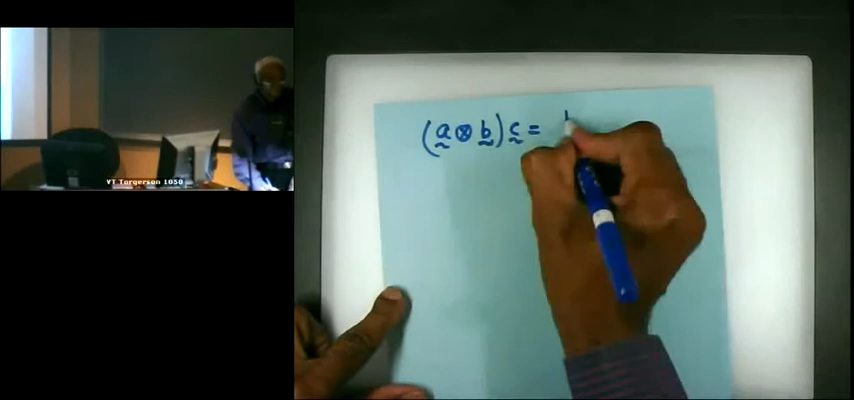 (a ⊗ b) c =
VT Torgersen 1050